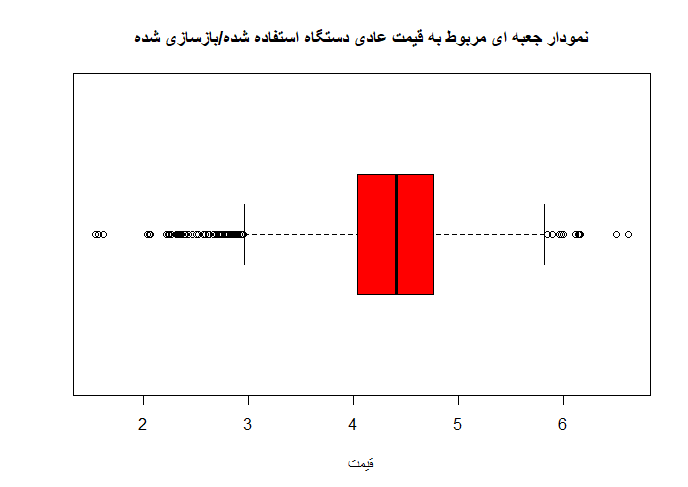 نمودار جعبه ای مربوط به قیمت عادی دستگاه استفاده شده/بازسازی شده
2 3 4 5 6
قیمت